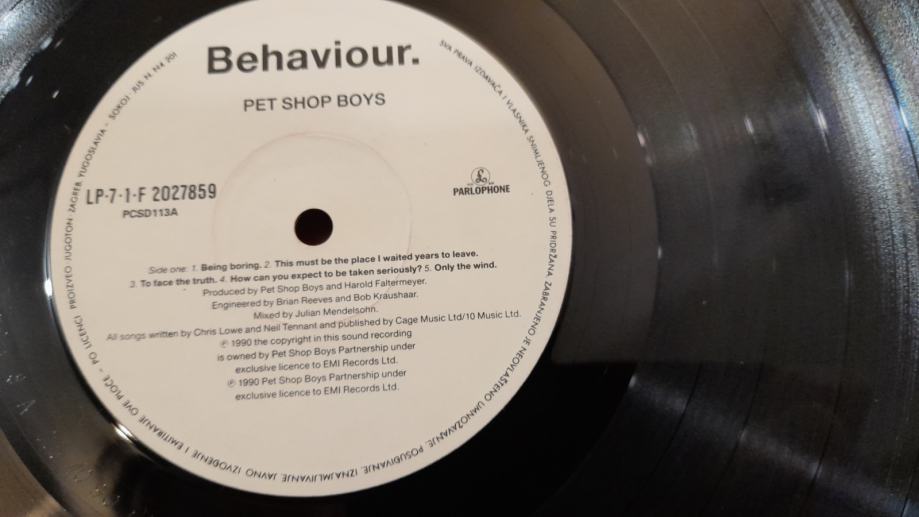 Behaviour.
PET SHOP BOYS
LP-7-1-F 2027859
PCSD113A
PARLOPHONE
Side one: 1. Being boring. 2. This must be the place I waited years to leave.
3. To face the truth. 4. How can you expect to be taken seriously? 5. Only the wind.
Produced by Pet Shop Boys and Harold Faltermeyer.
Engineered by Brian Reeves and Bob Kraushaar.
Mixed by Julian Mendelsohn.
All songs written by Chris Lowe and Neil Tennant and published by Cage Music Ltd/10 Music Ltd.
℗ 1990 the copyright in this sound recording
is owned by Pet Shop Boys Partnership under
exclusive licence to EMI Records Ltd.
℗ 1990 Pet Shop Boys Partnership under
exclusive licence to EMI Records Ltd.
SVA PRAVA IZDAVAČA I VLASNIKA SNIMLJENOG DJELA SU PRIDRŽANA. ZABRANJENO JE NEOVLAŠTENO UMNOŽAVANJE, POSUĐIVANJE, IZNAJMLJIVANJE, JAVNO IZVOĐENJE I EMITIRANJE OVE PLOČE - PO LICENCI PROIZVEO JUGOTON ZAGREB YUGOSLAVIA - SOKOJ JUS N. N4 201